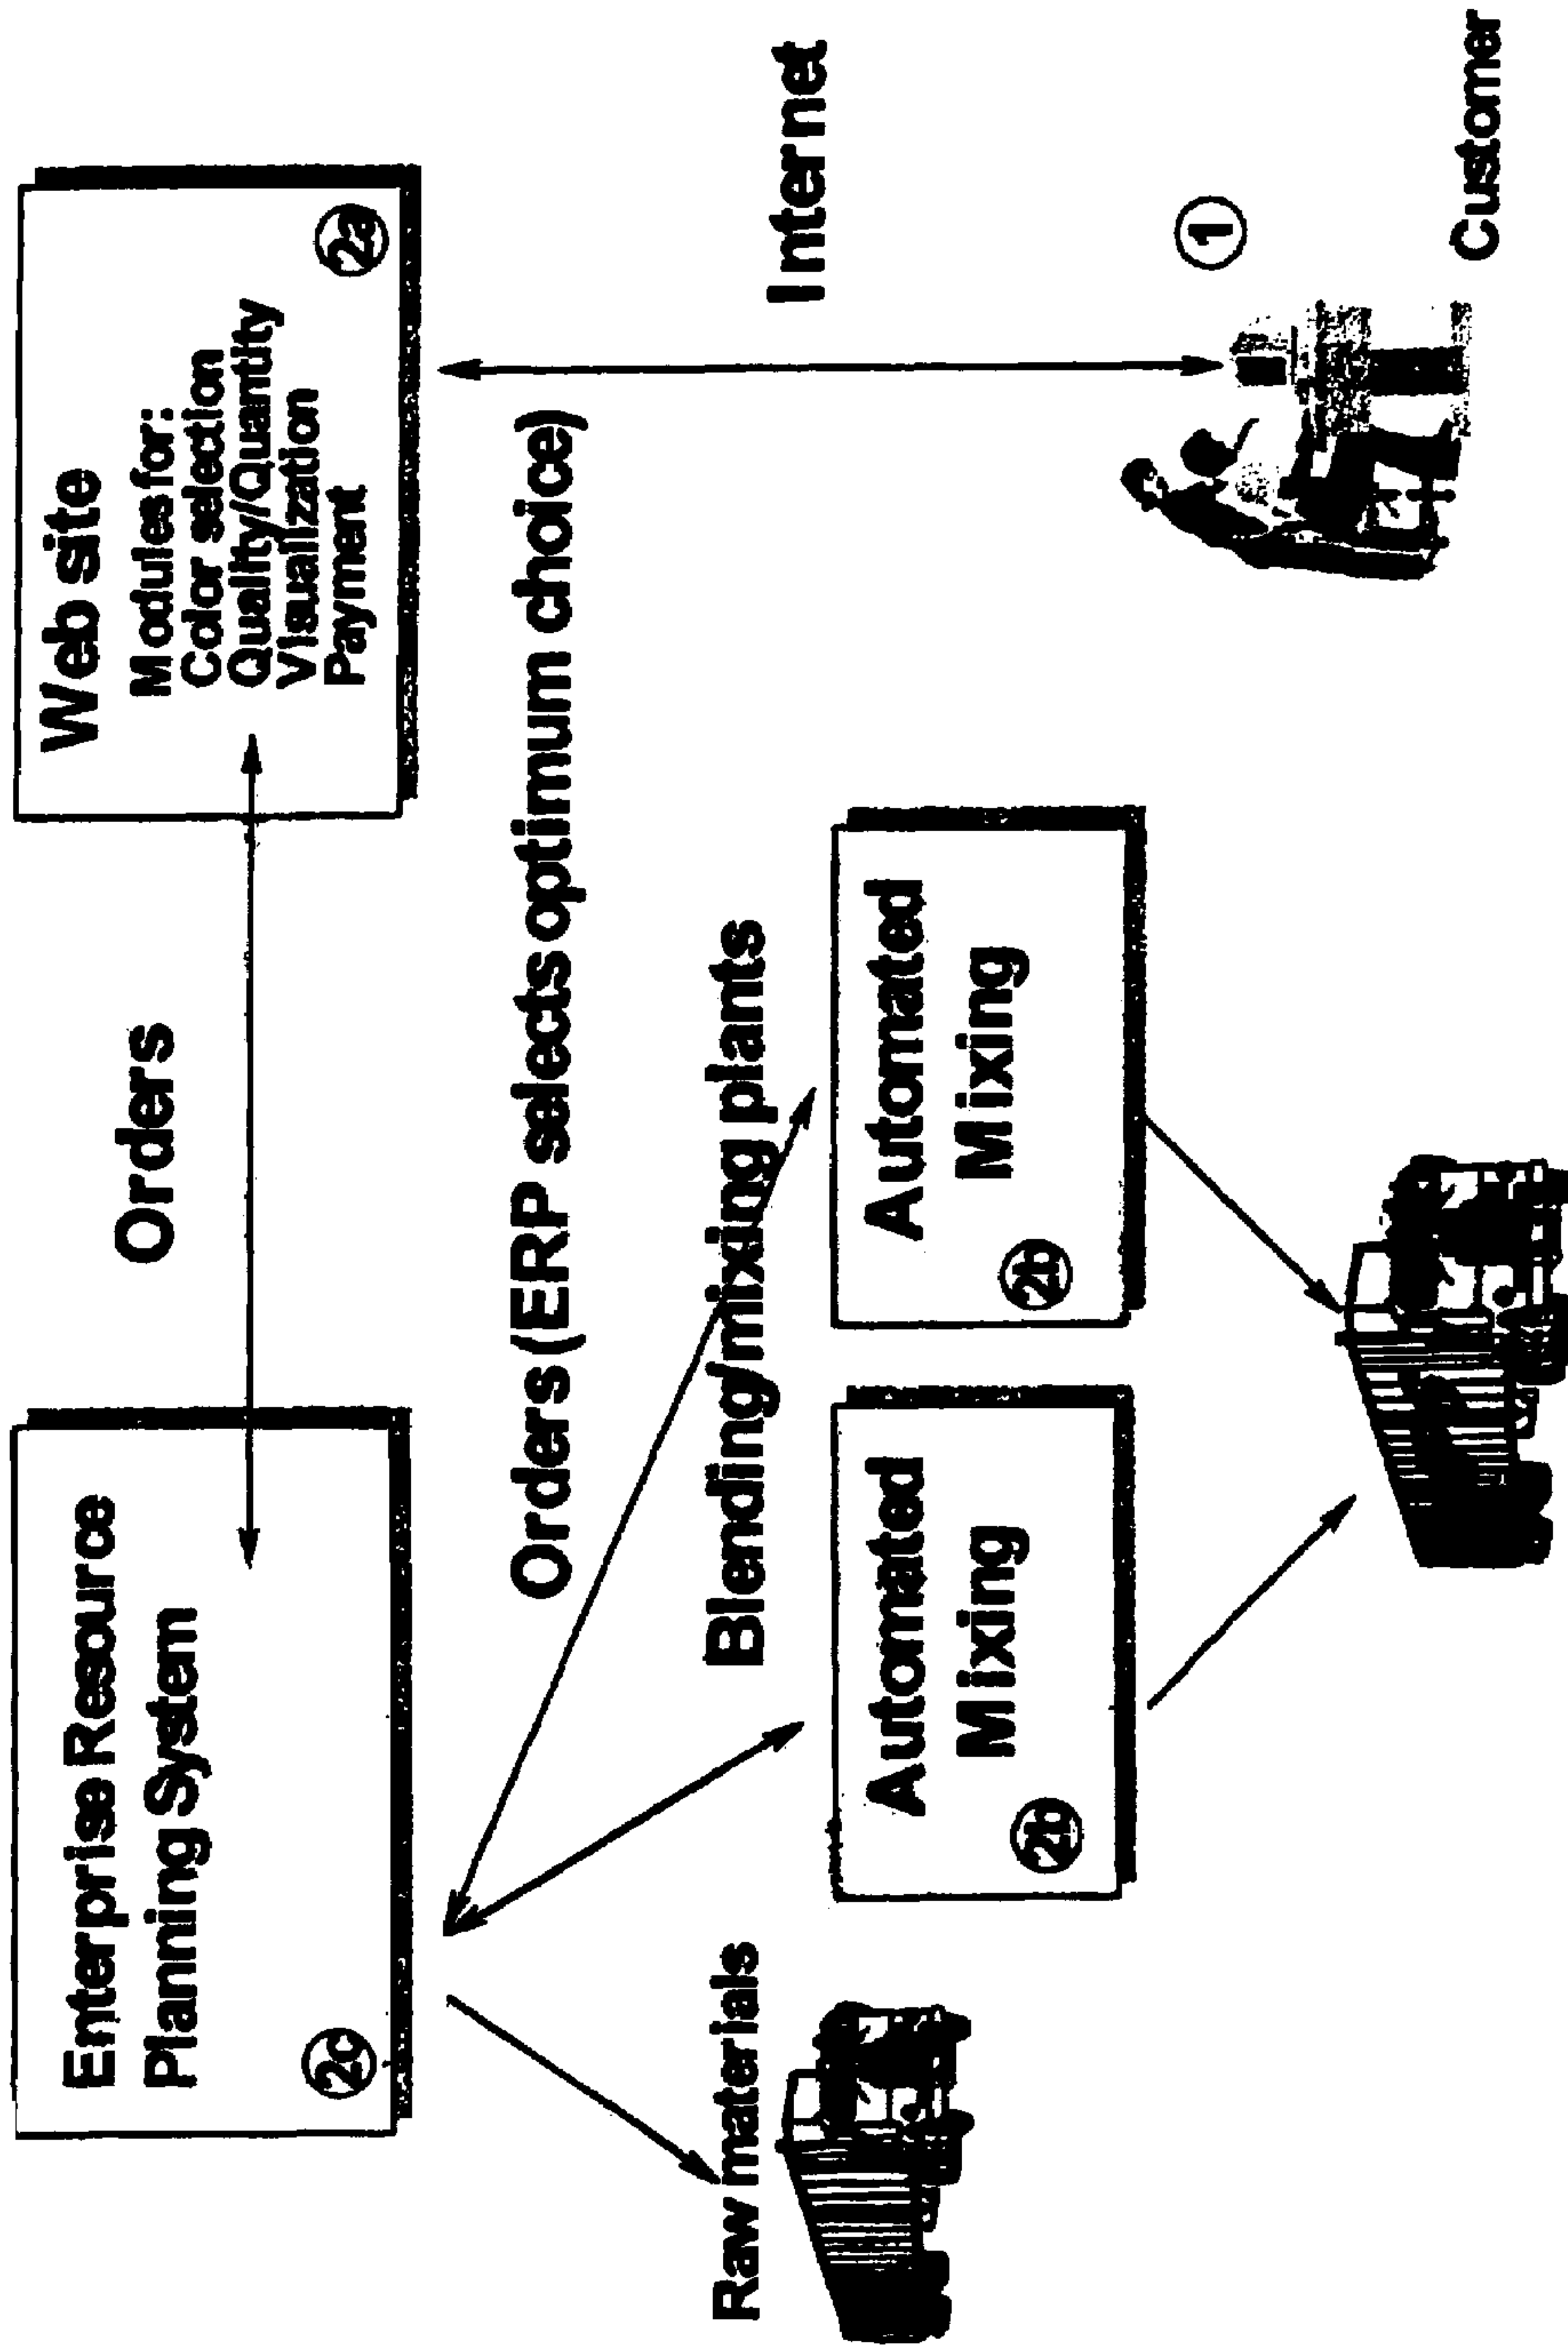 Enterprise Resource
Planning System
2c
Orders
Web site
Modules for:
Color selection
Quality/Quantity
Visualization
Payment
2a
Orders (ERP selects optimum choice)
Raw materials
Blending/mixing plants
Internet
Automated
Mixing
2b
Automated
Mixing
2b
1
Customer